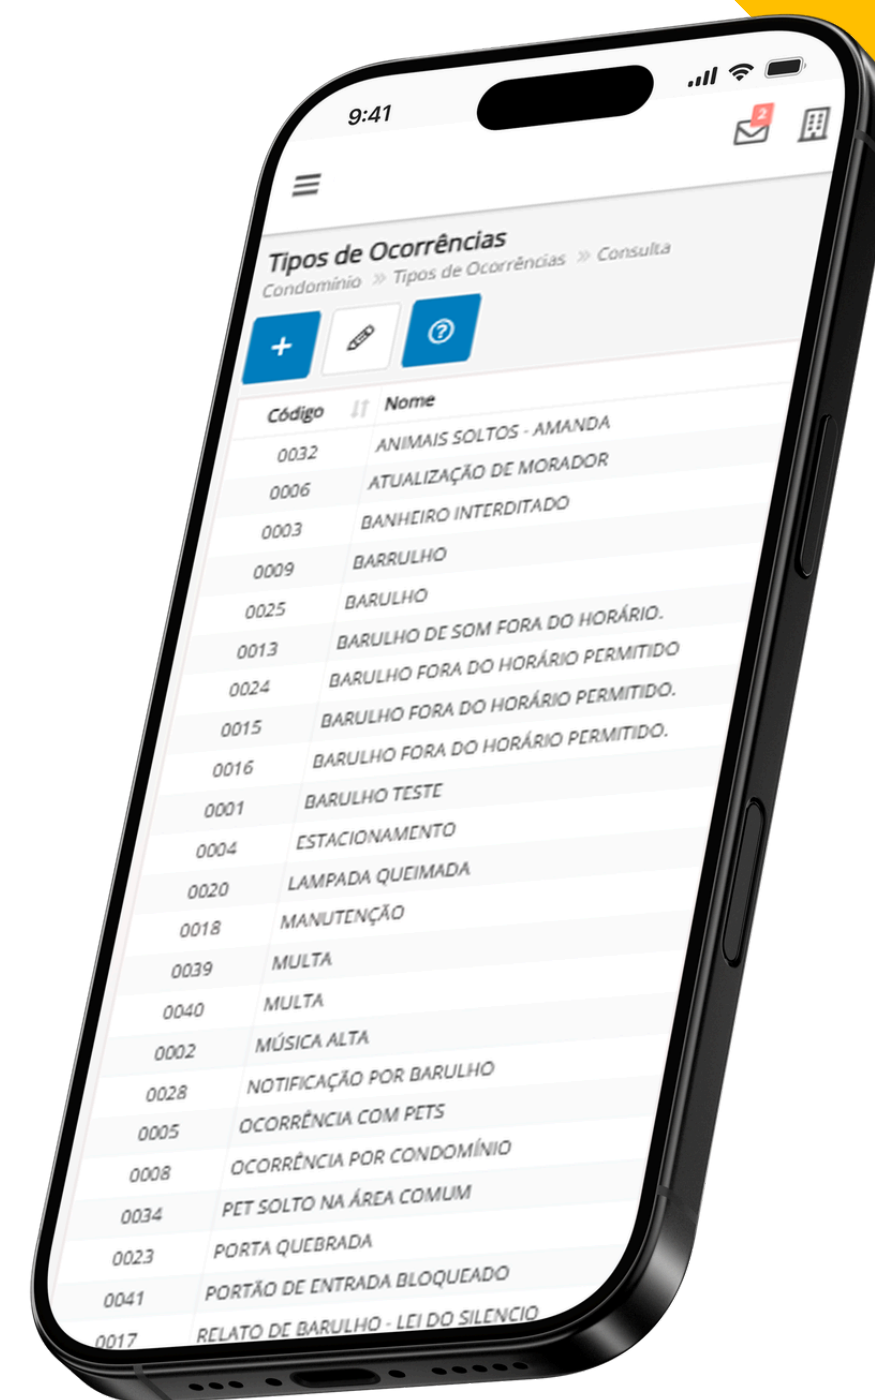 9:41
2
Tipos de Ocorrências
Condomínio » Tipos de Ocorrências » Consulta
Código Nome
0032 ANIMAIS SOLTOS - AMANDA
0006 ATUALIZAÇÃO DE MORADOR
0003 BANHEIRO INTERDITADO
0009 BARRULHO
0025 BARULHO
0013 BARULHO DE SOM FORA DO HORÁRIO.
0024 BARULHO FORA DO HORÁRIO PERMITIDO
0015 BARULHO FORA DO HORÁRIO PERMITIDO.
0016 BARULHO FORA DO HORÁRIO PERMITIDO.
0001 BARULHO TESTE
0004 ESTACIONAMENTO
0020 LAMPADA QUEIMADA
0018 MANUTENÇÃO
0039 MULTA
0040 MULTA
0002 MÚSICA ALTA
0028 NOTIFICAÇÃO POR BARULHO
0005 OCORRÊNCIA COM PETS
0008 OCORRÊNCIA POR CONDOMÍNIO
0034 PET SOLTO NA ÁREA COMUM
0023 PORTA QUEBRADA
0041 PORTÃO DE ENTRADA BLOQUEADO
0017 RELATO DE BARULHO - LEI DO SILENCIO